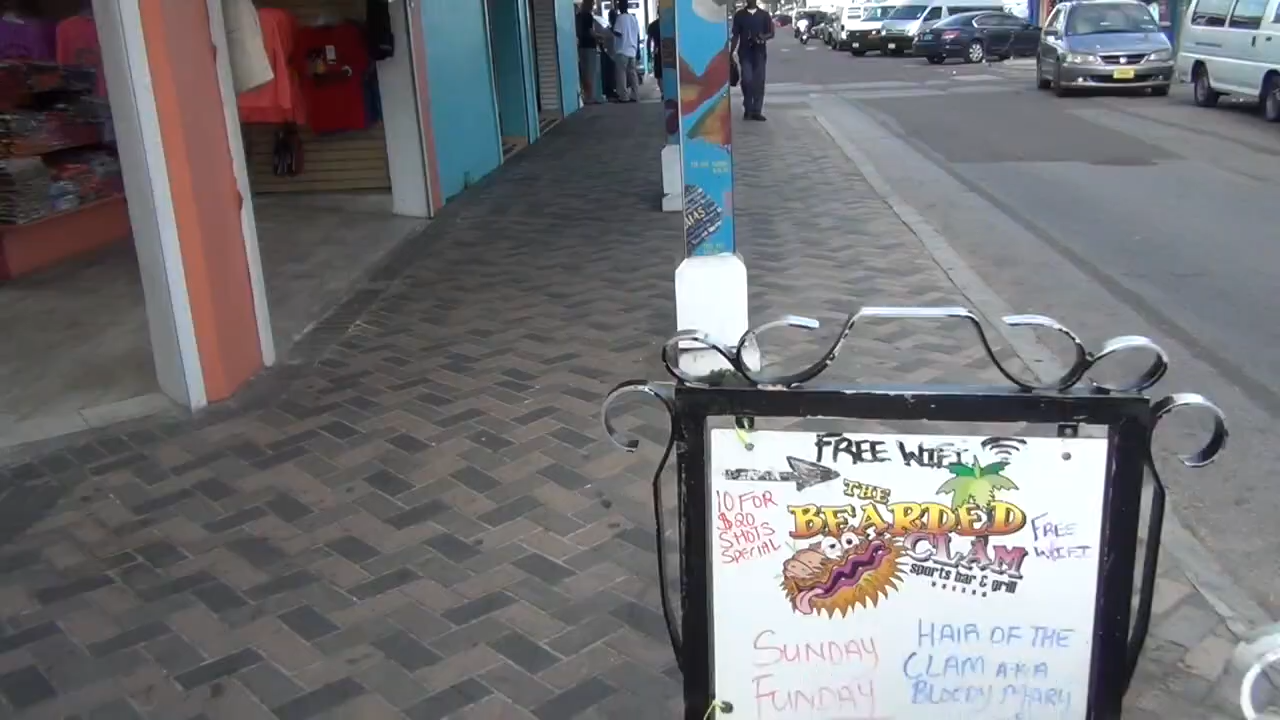 FREE WIFI
THE
BEARDED
CLAM
sports bar & grill
10 FOR
$20
SHOTS
SPECIAL
FREE
WIFI
SUNDAY
FUNDAY
HAIR OF THE
CLAM A.K.A
BLOODY MARY